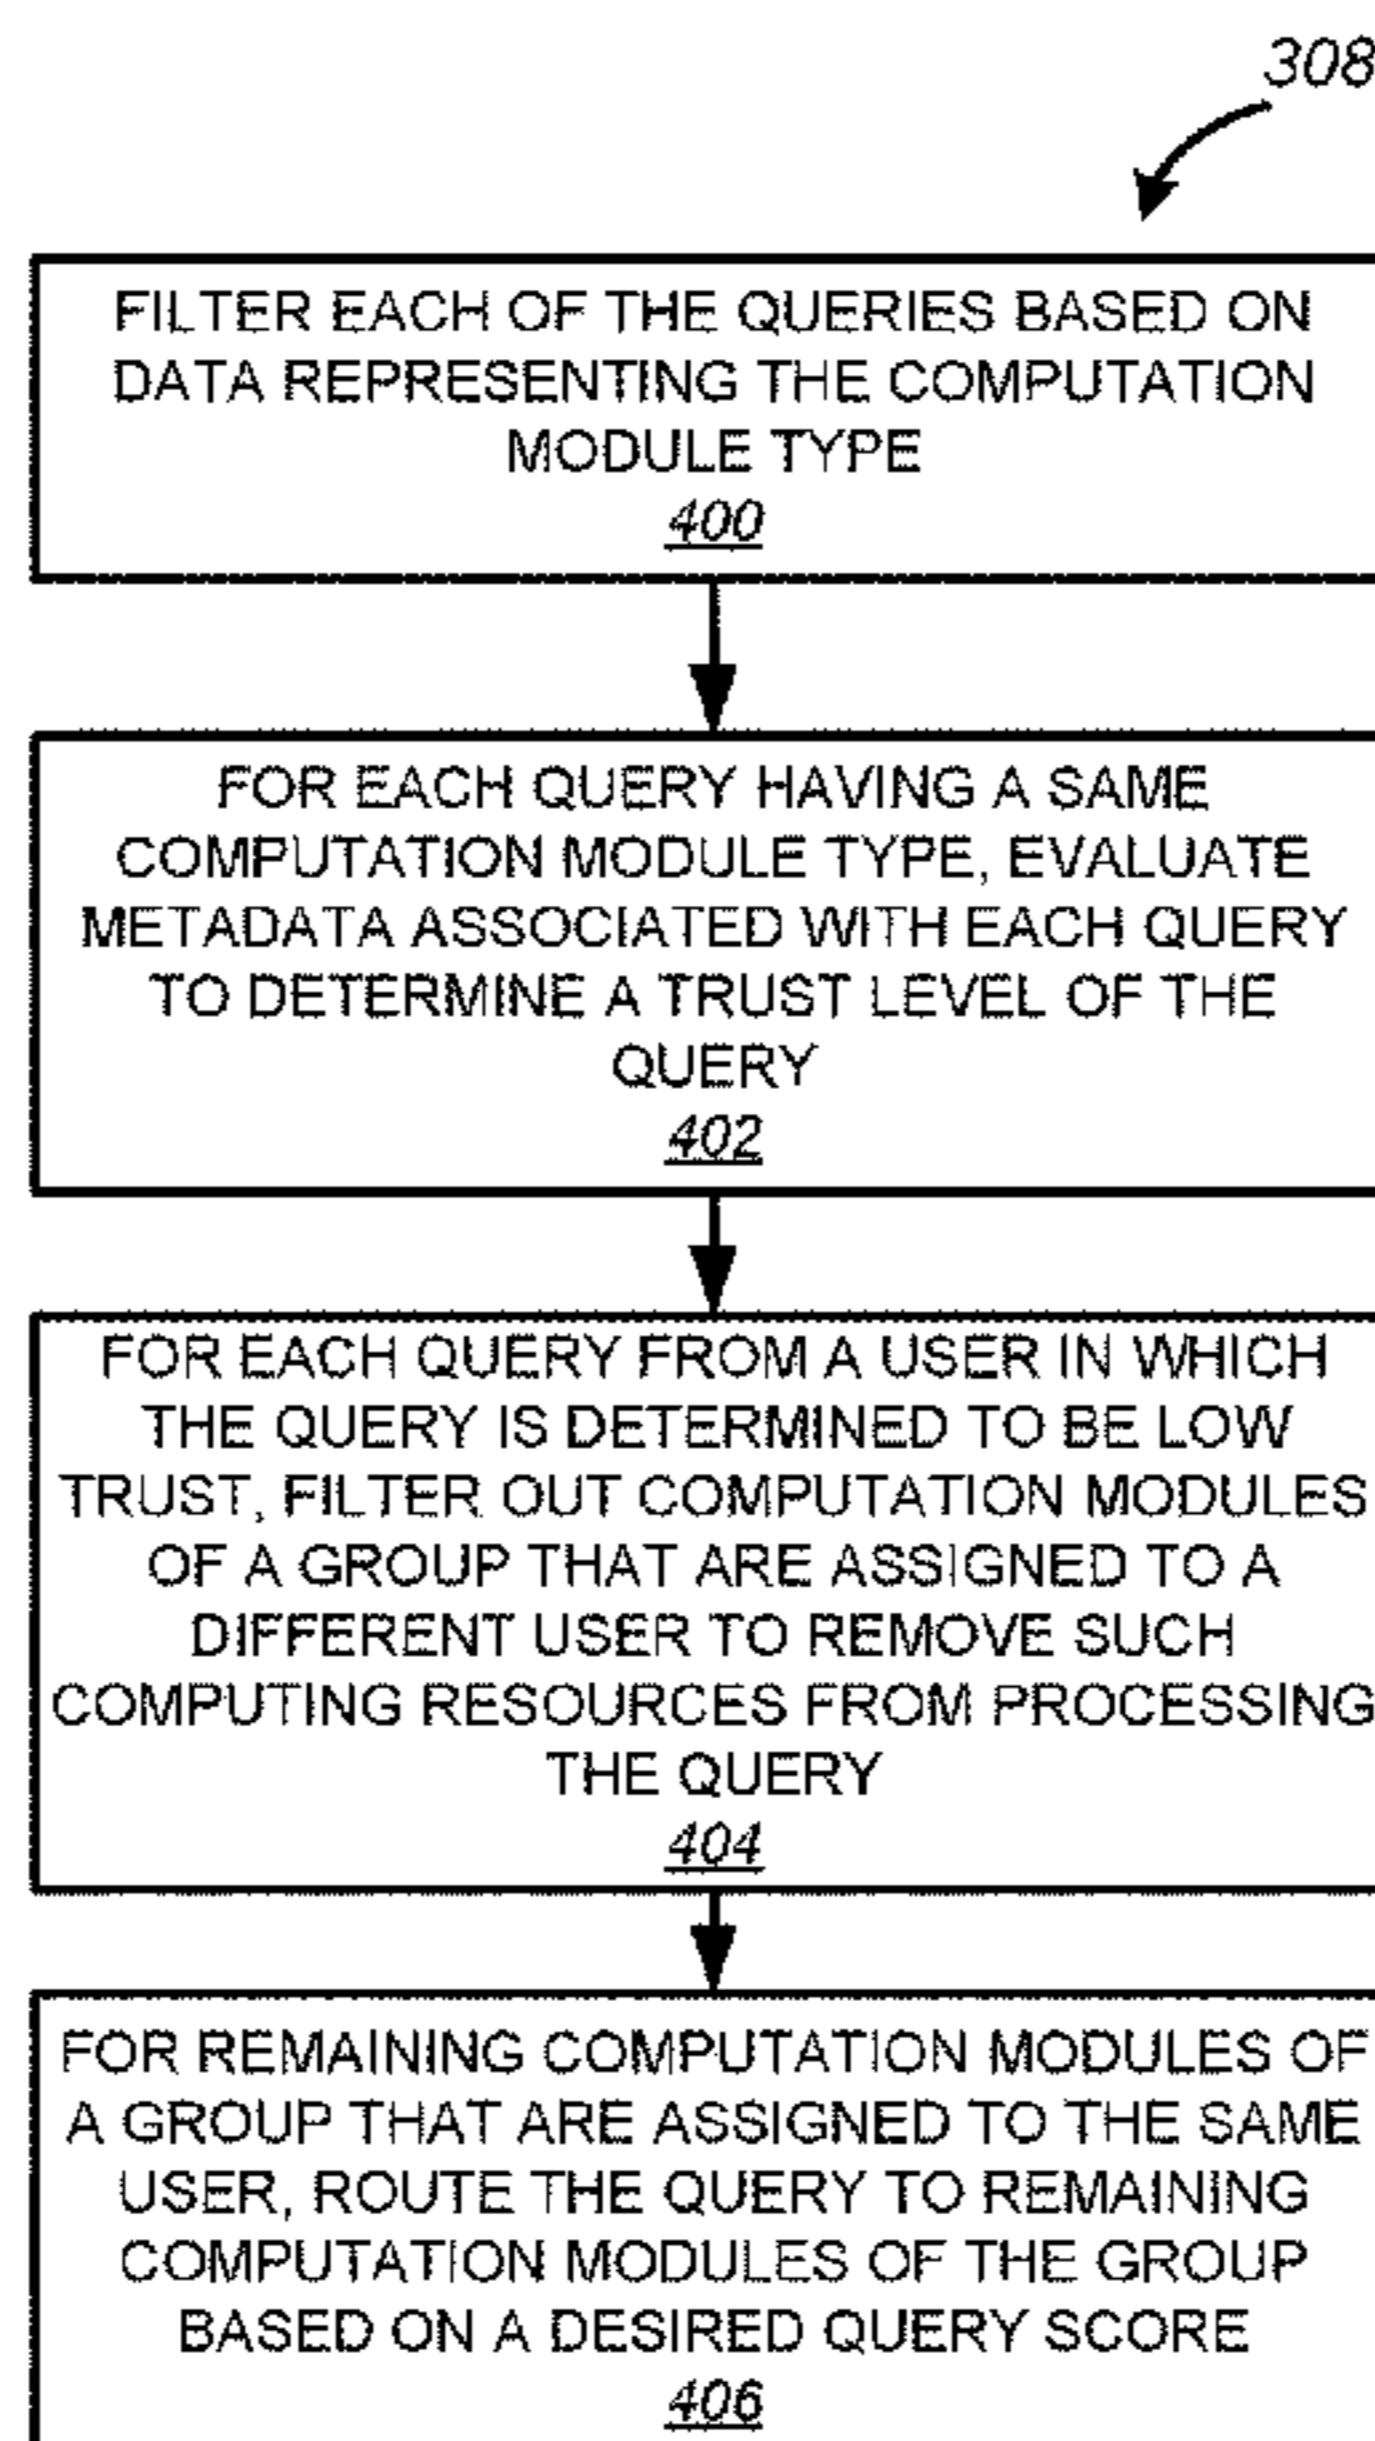 308
FILTER EACH OF THE QUERIES BASED ON
DATA REPRESENTING THE COMPUTATION
MODULE TYPE
400
FOR EACH QUERY HAVING A SAME
COMPUTATION MODULE TYPE, EVALUATE
METADATA ASSOCIATED WITH EACH QUERY
TO DETERMINE A TRUST LEVEL OF THE
QUERY
402
FOR EACH QUERY FROM A USER IN WHICH
THE QUERY IS DETERMINED TO BE LOW
TRUST, FILTER OUT COMPUTATION MODULES
OF A GROUP THAT ARE ASSIGNED TO A
DIFFERENT USER TO REMOVE SUCH
COMPUTING RESOURCES FROM PROCESSING
THE QUERY
404
FOR REMAINING COMPUTATION MODULES OF
A GROUP THAT ARE ASSIGNED TO THE SAME
USER, ROUTE THE QUERY TO REMAINING
COMPUTATION MODULES OF THE GROUP
BASED ON A DESIRED QUERY SCORE
406